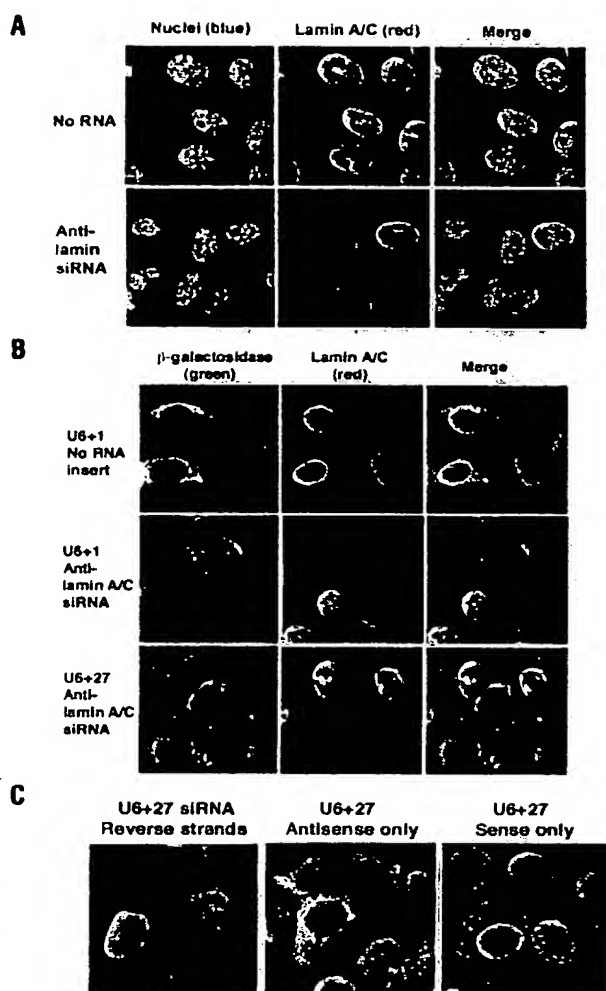 A
Nuclei (blue) Lamin A/C (red) Merge
No RNA
Anti-
lamin
siRNA
B
β-galactosidase
(green)
Lamin A/C
(red)
Merge
U6+1
No RNA
insert
U6+1
Anti-
lamin A/C
siRNA
U6+27
Anti-
lamin A/C
siRNA
C
U6+27 siRNA
Reverse strands
U6+27
Antisense only
U6+27
Sense only